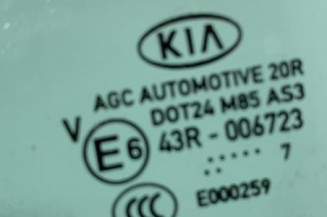 KIA
AGC AUTOMOTIVE 20R
DOT24 M85 AS3
V E6 43R - 006723
7
E000259
CCC